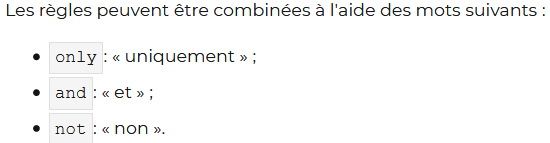 Les règles peuvent être combinées à l'aide des mots suivants :
• only : « uniquement » ;
• and : « et » ;
• not : « non ».